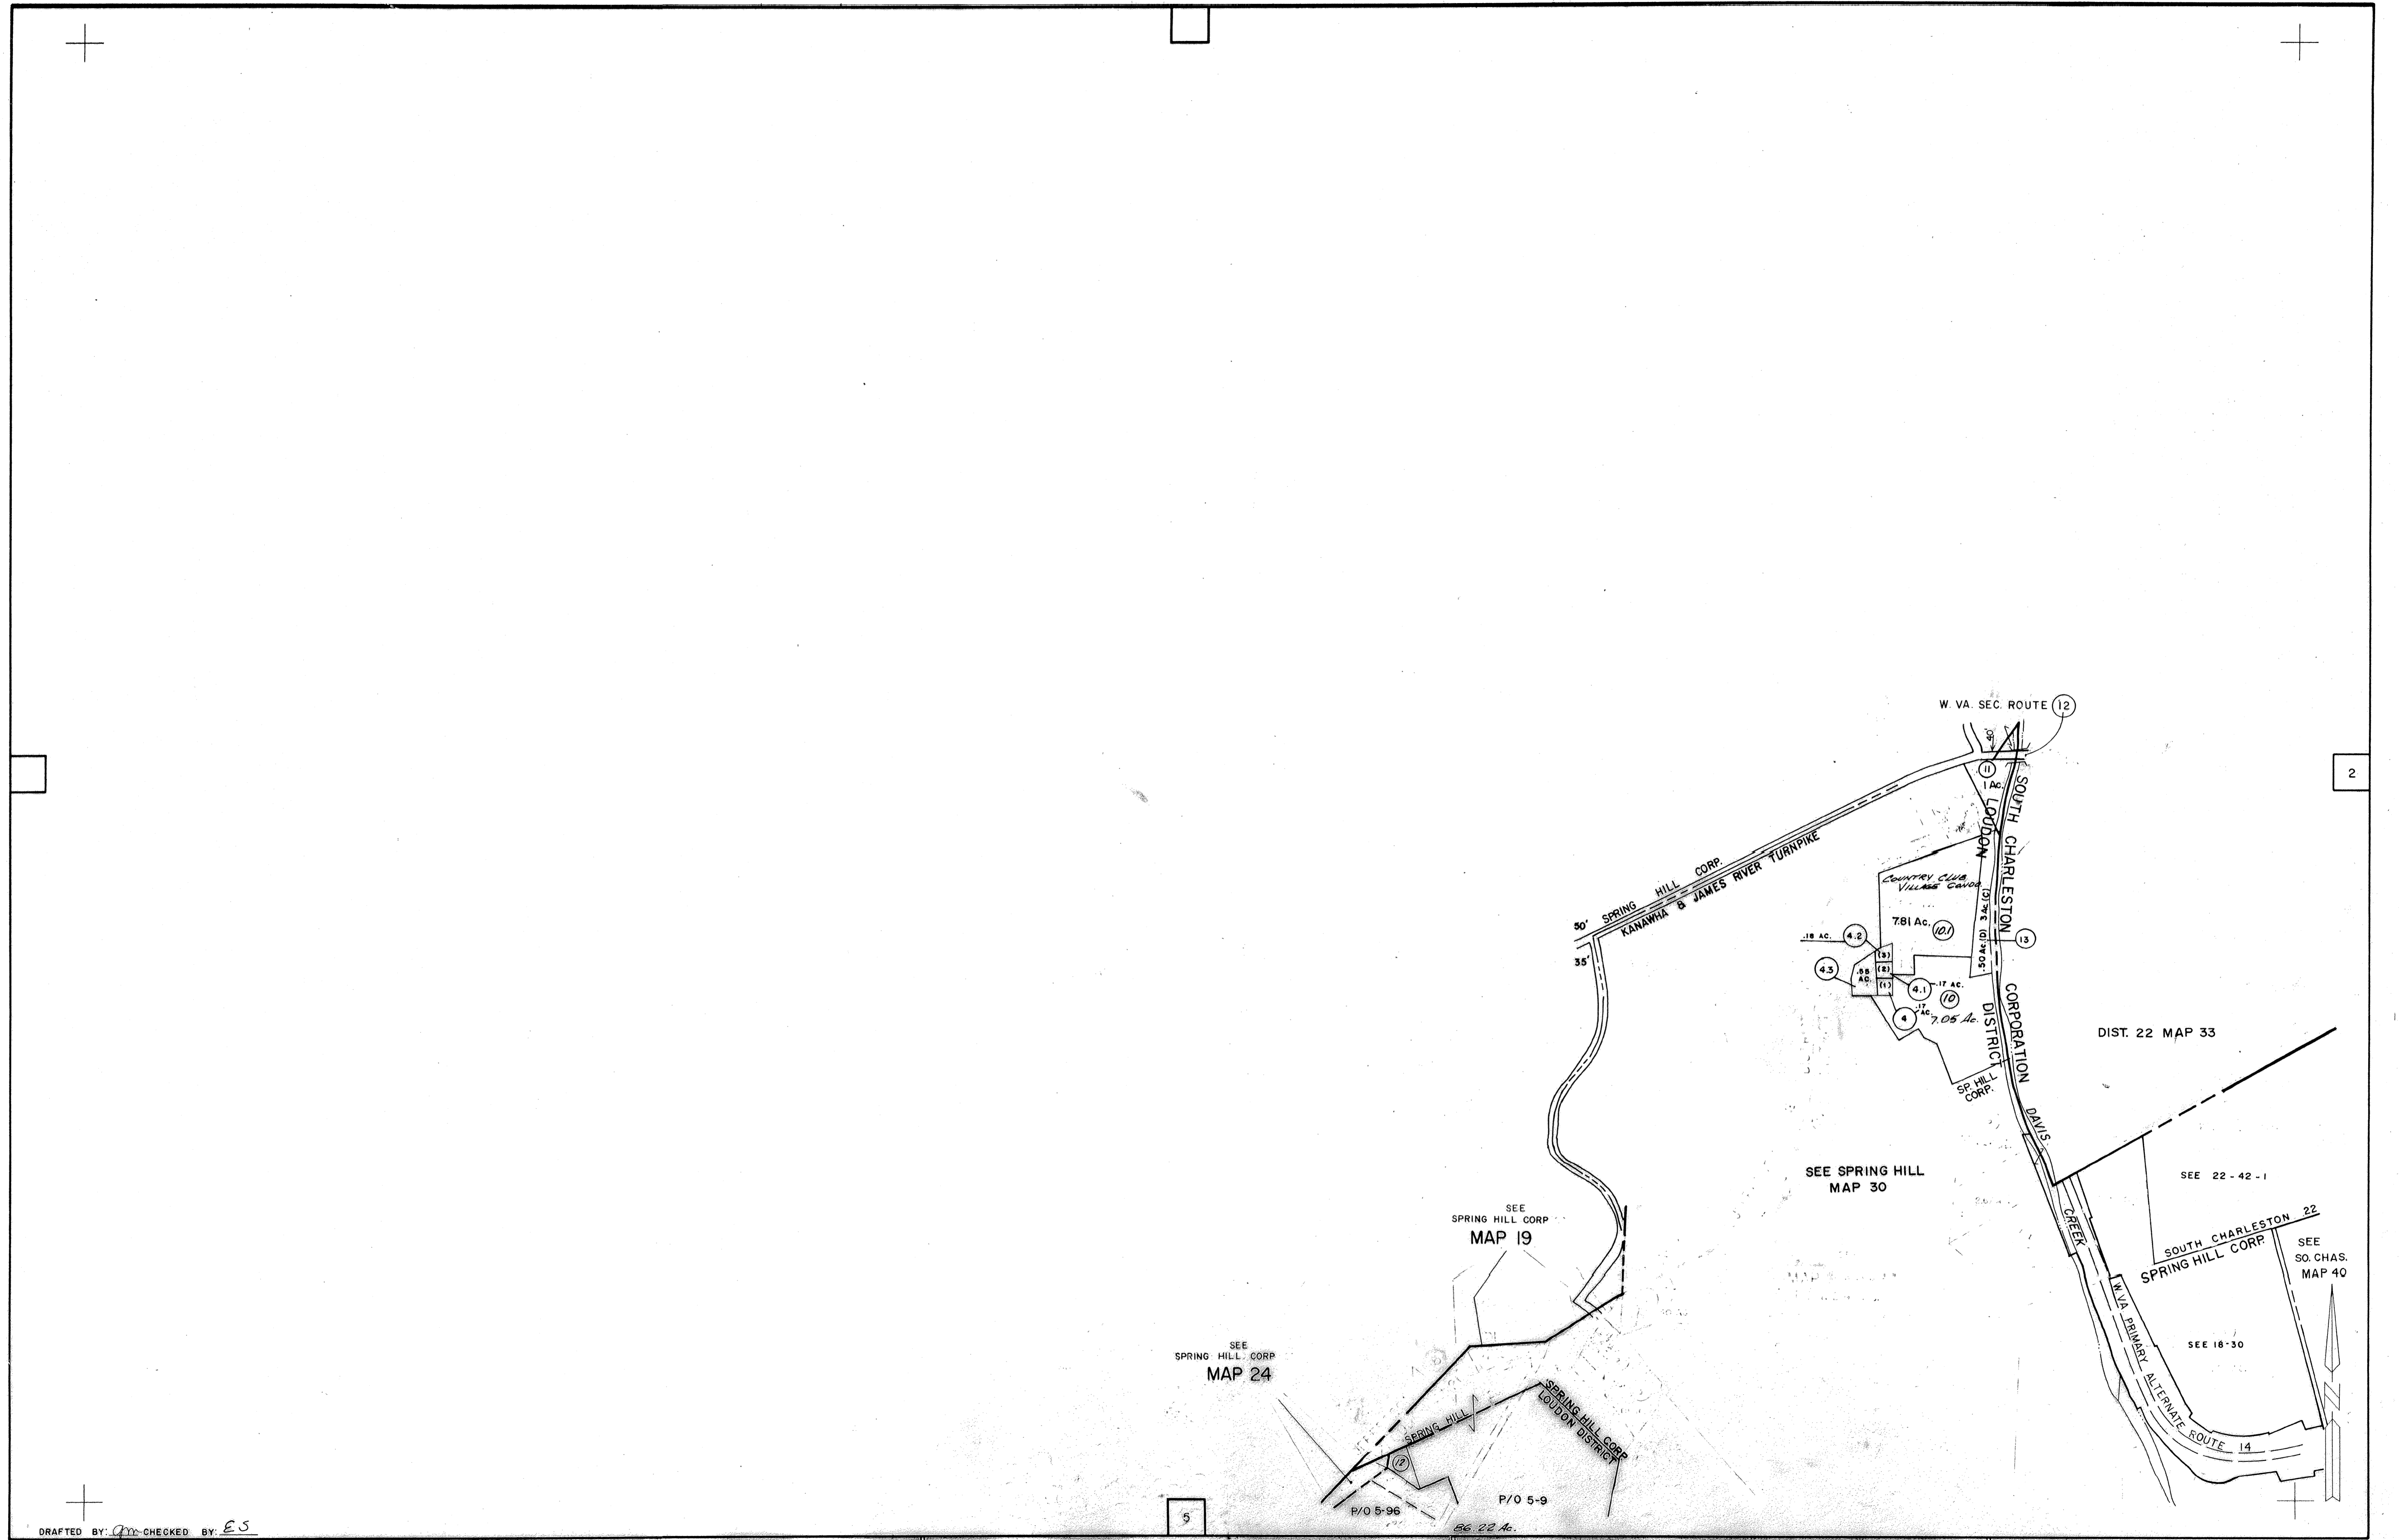 W. VA. SEC. ROUTE 12
40'
11
1 Ac.
2
SOUTH CHARLESTON CORPORATION
LOUDON DISTRICT
SPRING HILL CORP.
KANAWHA & JAMES RIVER TURNPIKE
50'
35'
COUNTRY CLUB
VILLAGE CONDO
7.81 Ac. 10.1
3 Ac (C)
.50 Ac. (D)
13
.18 AC. 4.2
(3)
4.3
(2)
(1)
4.1 .17 AC.
10
4 .17 AC.
7.05 Ac.
SP. HILL
CORP.
DIST. 22 MAP 33
DAVIS CREEK
SEE SPRING HILL
MAP 30
SEE 22-42-1
SOUTH CHARLESTON 22
SPRING HILL CORP.
SEE
SO. CHAS.
MAP 40
SEE
SPRING HILL CORP
MAP 19
W. VA PRIMARY ALTERNATE ROUTE 14
SEE 18-30
N
SEE
SPRING HILL CORP
MAP 24
SPRING HILL
SPRING HILL CORP.
LOUDON DISTRICT
12
P/O 5-96
P/O 5-9
86.22 Ac.
5
DRAFTED BY: gm CHECKED BY: ES